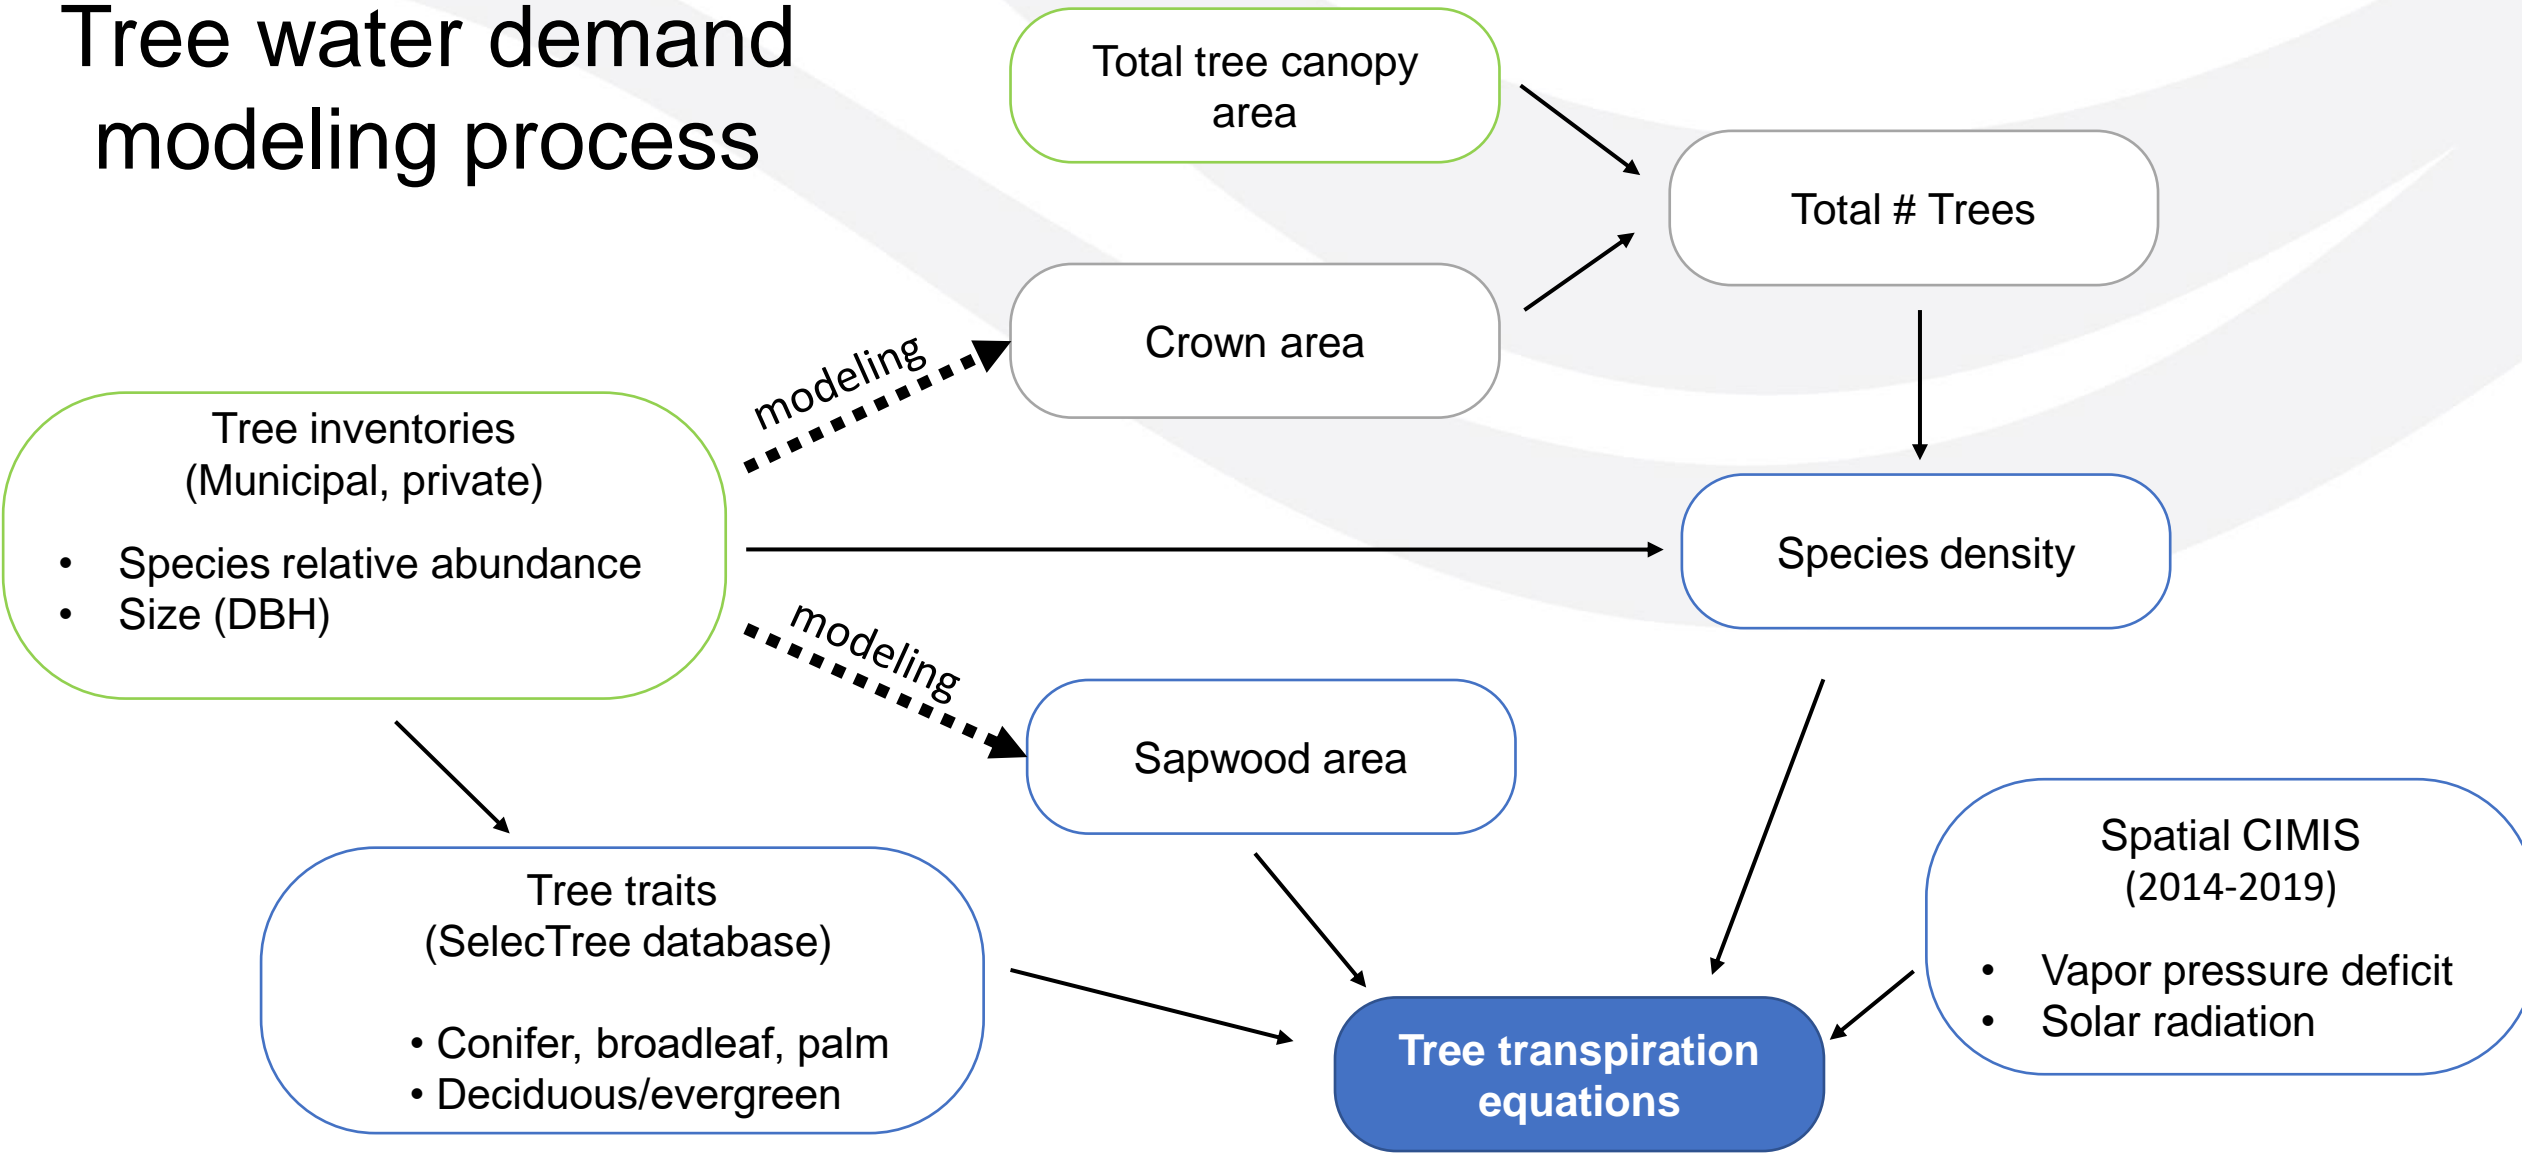 Tree water demand
modeling process
Total tree canopy
area
Total # Trees
Crown area
modeling
Tree inventories
(Municipal, private)
• Species relative abundance
• Size (DBH)
Species density
modeling
Sapwood area
Tree traits
(SelecTree database)
• Conifer, broadleaf, palm
• Deciduous/evergreen
Spatial CIMIS
(2014-2019)
• Vapor pressure deficit
• Solar radiation
Tree transpiration
equations